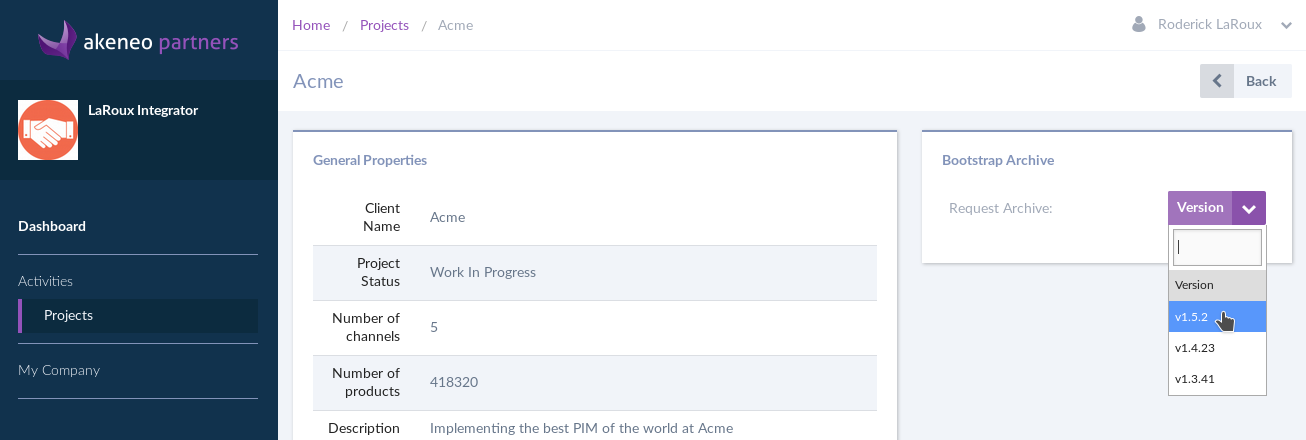 akeneo partners
LaRoux Integrator
Dashboard
Activities
Projects
My Company
Home / Projects / Acme
Roderick LaRoux
Acme
Back
General Properties
Client
Name
Acme
Project
Status
Work In Progress
Number of
channels
5
Number of
products
418320
Description
Implementing the best PIM of the world at Acme
Bootstrap Archive
Request Archive:
Version
Version
v1.5.2
v1.4.23
v1.3.41